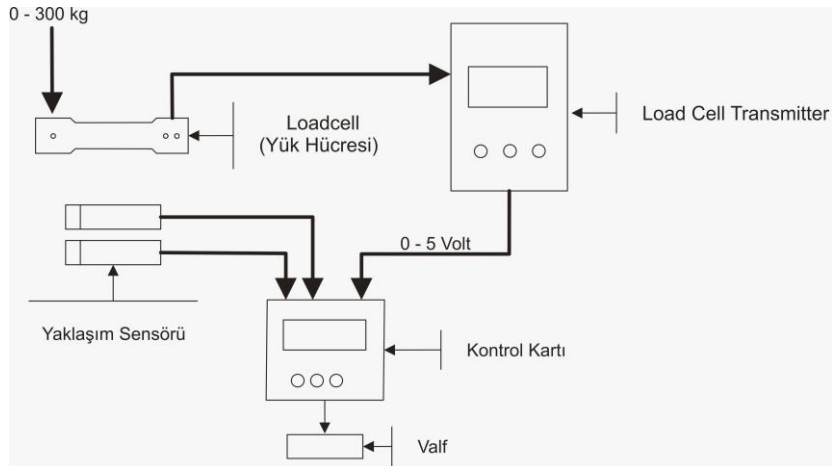 0 - 300 kg
Loadcell
(Yük Hücresi)
Load Cell Transmitter
0 - 5 Volt
Yaklaşım Sensörü
Kontrol Kartı
Valf